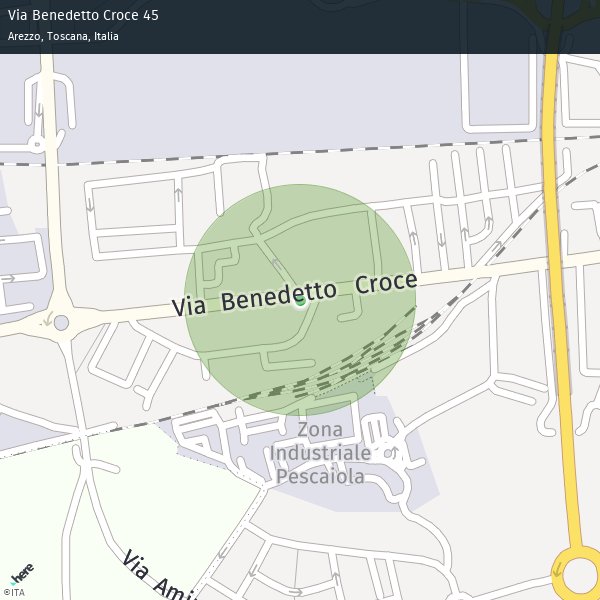 Via Benedetto Croce 45
Arezzo, Toscana, Italia
Via Benedetto Croce
Zona
Industriale
Pescaiola
Via Ami
here
©ITA